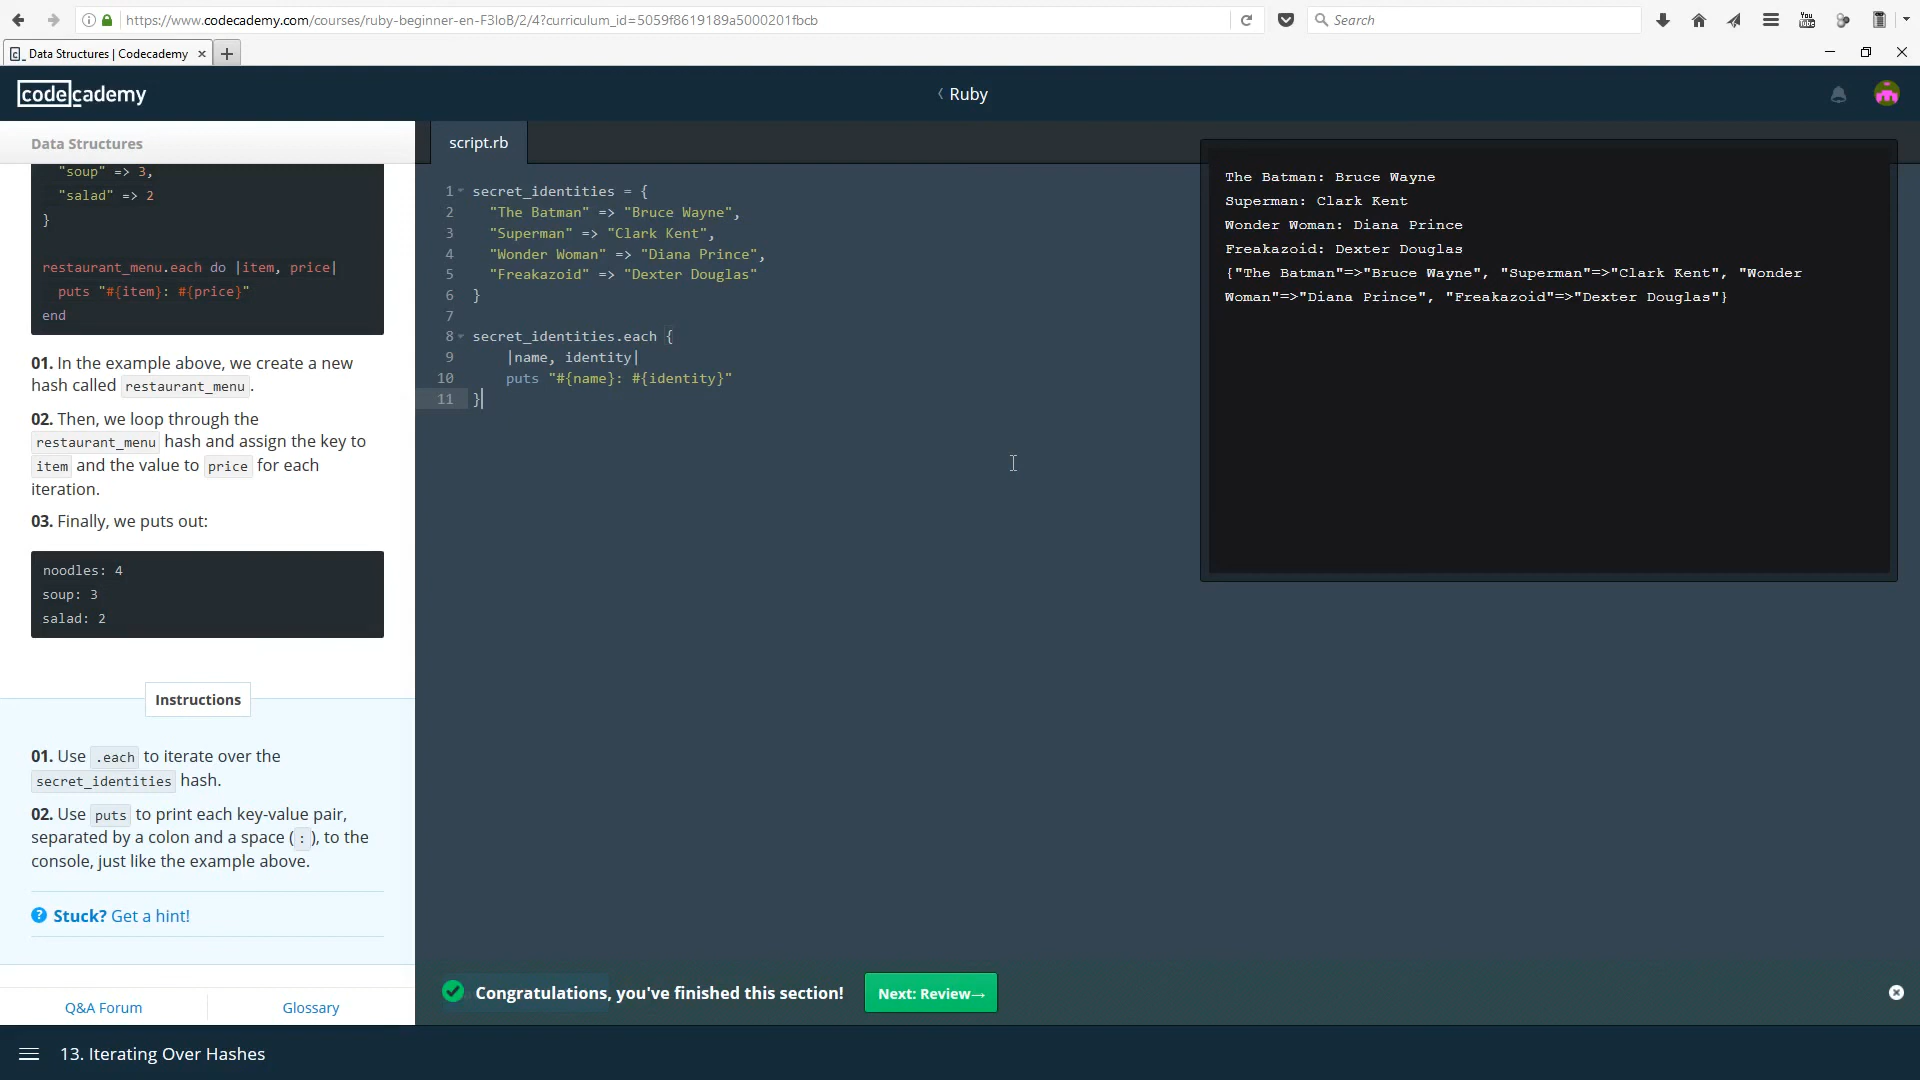 https://www.codecademy.com/courses/ruby-beginner-en-F3loB/2/4?curriculum_id=5059f8619189a5000201fbcb
Search
You
Data Structures | Codecademy
codecademy
Ruby
Data Structures
"soup" => 3,
"salad" => 2
}
restaurant_menu.each do |item, price|
puts "#{item}: #{price}"
end
01. In the example above, we create a new
hash called restaurant_menu.
02. Then, we loop through the
restaurant_menu hash and assign the key to
item and the value to price for each
iteration.
03. Finally, we puts out:
noodles: 4
soup: 3
salad: 2
Instructions
01. Use .each to iterate over the
secret_identities hash.
02. Use puts to print each key-value pair,
separated by a colon and a space (:), to the
console, just like the example above.
? Stuck? Get a hint!
Q&A Forum
Glossary
script.rb
1 secret_identities = {
2 "The Batman" => "Bruce Wayne",
3 "Superman" => "Clark Kent",
4 "Wonder Woman" => "Diana Prince",
5 "Freakazoid" => "Dexter Douglas"
6 }
7
8 secret_identities.each {
9 |name, identity|
10 puts "#{name}: #{identity}"
11 }
The Batman: Bruce Wayne
Superman: Clark Kent
Wonder Woman: Diana Prince
Freakazoid: Dexter Douglas
{"The Batman"=>"Bruce Wayne", "Superman"=>"Clark Kent", "Wonder
Woman"=>"Diana Prince", "Freakazoid"=>"Dexter Douglas"}
Congratulations, you've finished this section!
Next: Review→
13. Iterating Over Hashes